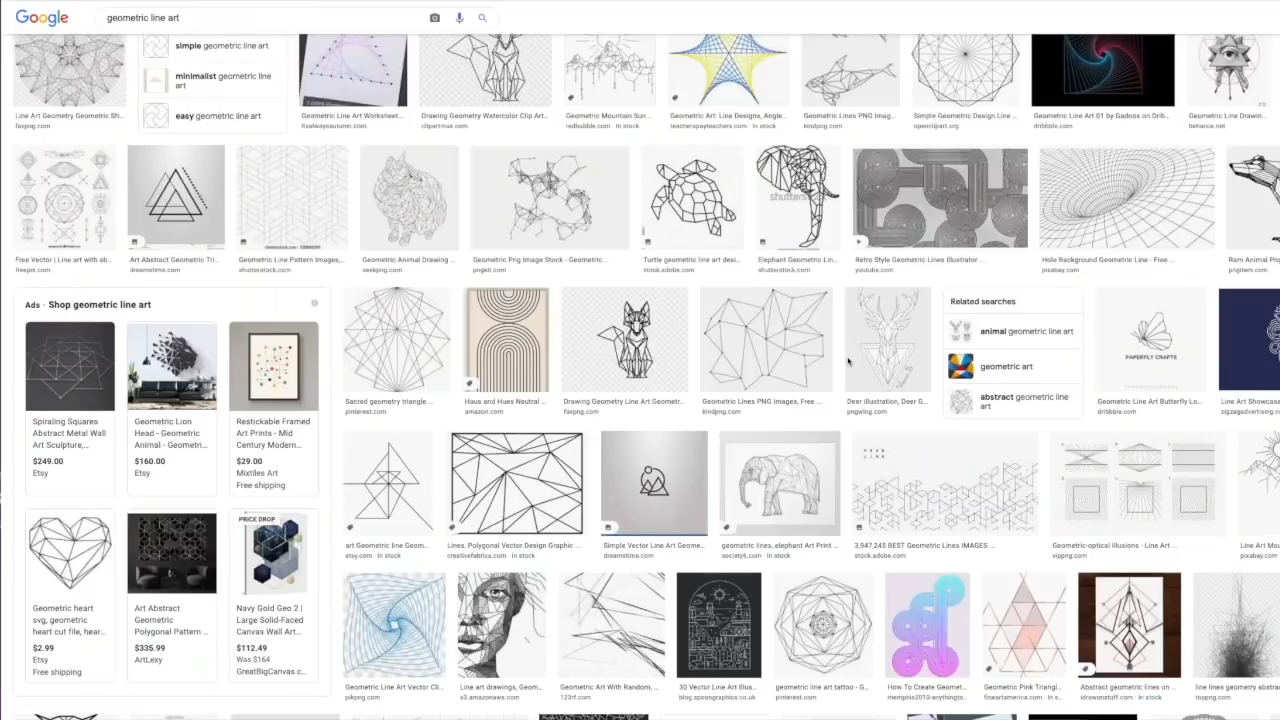 Google
geometric line art
simple geometric line art
minimalist geometric line
art
easy geometric line art
Line Art Geometry Geometric Sh...
favpng.com
Geometric Line Art Worksheet...
itsalwaysautumn.com
Drawing Geometry Watercolor Clip Art...
clipartmax.com
Geometric Mountain Sun ...
redbubble.com · In stock
Geometric Art: Line Designs, Angle...
teacherspayteachers.com · In stock
Geometric Lines PNG Imag...
kindpng.com
Simple Geometric Design Line ...
openclipart.org
Geometric Line Art 01 by Gadoox on Drib...
dribbble.com
Geometric Line Drawin...
behance.net
shutters
Free Vector | Line art with ab...
freepik.com
Art Abstract Geometric Tri...
dreamstime.com
Geometric Line Pattern Images,...
shutterstock.com
Geometric Animal Drawing ...
seekpng.com
Geometric Png Image Stock - Geometric ...
pngkit.com
Turtle geometric line art desi...
stock.adobe.com
Elephant Geometric Lin...
shutterstock.com
Retro Style Geometric Lines Illustrator ...
youtube.com
Hole Background Geometric Line - Free ...
pixabay.com
Ram Animal Png
pngitem.com
Ads · Shop geometric line art
Spiraling Squares
Abstract Metal Wall
Art Sculpture,...
$249.00
Etsy
Geometric Lion
Head - Geometric
Animal - Geometri...
$160.00
Etsy
Restickable Framed
Art Prints - Mid
Century Modern...
$29.00
Mixtiles Art
Free shipping
PRICE DROP
Geometric heart
svg, geometric
heart cut file, hear...
$2.99
Etsy
Free shipping
Art Abstract
Geometric
Polygonal Pattern ...
$335.99
ArtLexy
Navy Gold Geo 2 |
Large Solid-Faced
Canvas Wall Art...
$112.49
Was $164
GreatBigCanvas.c...
Sacred geometry triangle ...
pinterest.com
Haus and Hues Neutral ...
amazon.com
Drawing Geometry Line Art Geometr...
favpng.com
Geometric Lines PNG Images, Free ...
kindpng.com
Deer illustration, Deer G...
pngwing.com
Related searches
animal geometric line art
geometric art
abstract geometric line
art
PAPERFLY CRAFTS
Geometric Line Art Butterfly Lo...
dribbble.com
Line Art Showcase
zigzagadvertising.c
art Geometric line Geom...
etsy.com · In stock
Lines, Polygonal Vector Design Graphic ...
creativefabrica.com · In stock
Simple Vector Line Art Geome...
dreamstime.com
geometric lines, elephant Art Print ...
society6.com · In stock
3,947,245 BEST Geometric Lines IMAGES ...
stock.adobe.com
Geometric-optical Illusions - Line Art ...
vippng.com
Line Art Mou
pixabay.com
Geometric Line Art Vector Cli...
pikpng.com
Line art drawings, Geom...
s3.amazonaws.com
Geometric Art With Random, ...
123rf.com
30 Vector Line Art Illus...
blog.spoongraphics.co.uk
geometric line art tattoo - G...
pinterest.com
How To Create Geomet...
memphis2019-anythingto...
Geometric Pink Triangl...
fineartamerica.com · In s...
Abstract geometric lines on ...
idrawonstuff.com · In stock
line lines geometry abstrac
toppng.com